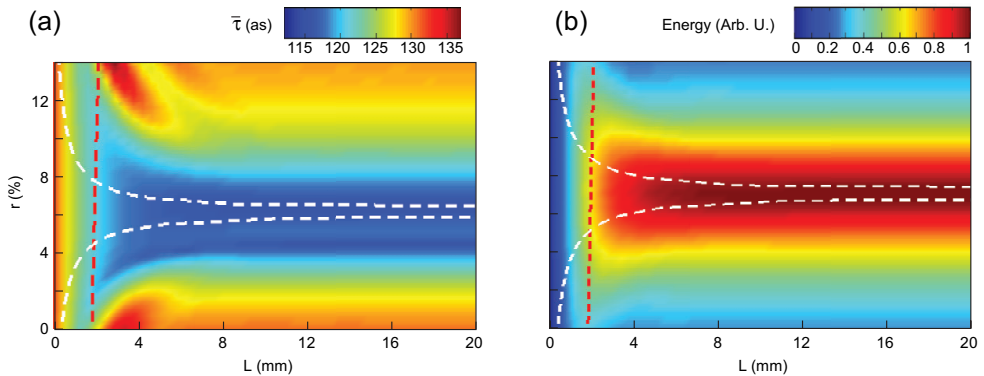 (a)
τ̄ (as)
115 120 125 130 135
(b)
Energy (Arb. U.)
0 0.2 0.4 0.6 0.8 1
r (%)
12
8
4
0
0 4 8 12 16 20
L (mm)
0 4 8 12 16 20
L (mm)